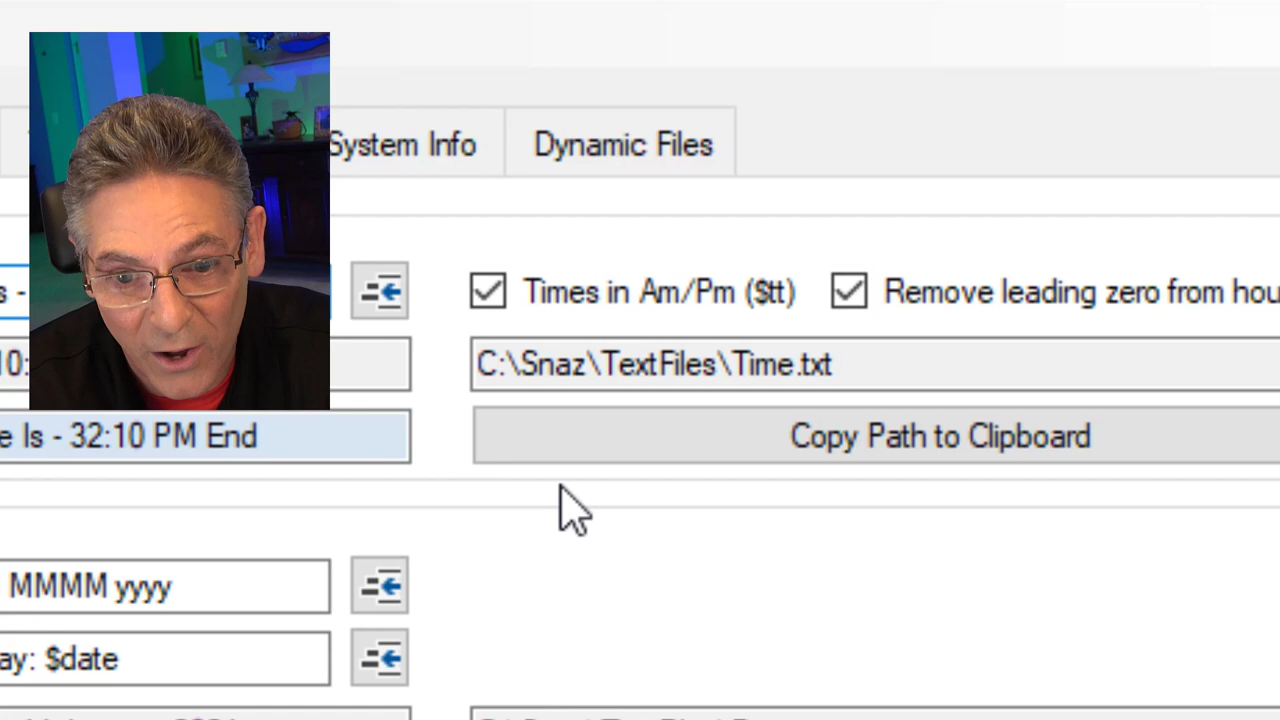 System Info Dynamic Files
s - Times in Am/Pm ($tt) Remove leading zero from hou
10: C:\Snaz\TextFiles\Time.txt
e Is - 32:10 PM End Copy Path to Clipboard
MMMM yyyy
ay: $date